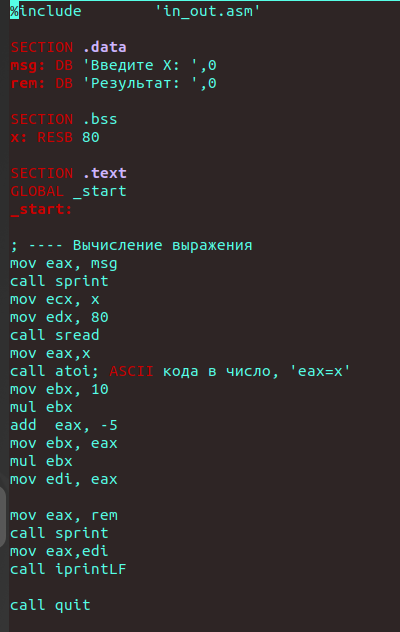 %include        'in_out.asm'
SECTION .data
msg: DB 'Введите X: ',0
rem: DB 'Результат: ',0
SECTION .bss
x: RESB 80
SECTION .text
GLOBAL _start
_start:
; ---- Вычисление выражения
mov eax, msg
call sprint
mov ecx, x
mov edx, 80
call sread
mov eax,x
call atoi; ASCII кода в число, 'eax=x'
mov ebx, 10
mul ebx
add  eax, -5
mov ebx, eax
mul ebx
mov edi, eax
mov eax, rem
call sprint
mov eax,edi
call iprintLF
call quit